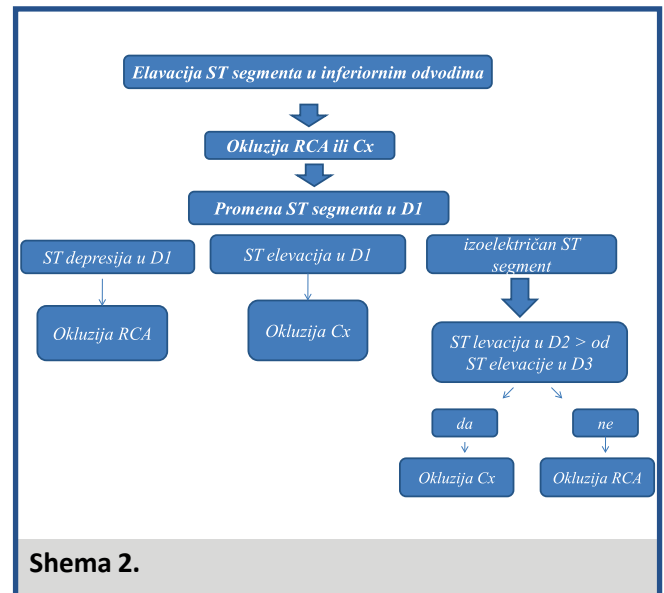 Elavacija ST segmenta u inferiornim odvodima
Okluzija RCA ili Cx
Promena ST segmenta u D1
ST depresija u D1
ST elevacija u D1
izoelektričan ST
segment
Okluzija RCA
Okluzija Cx
ST levacija u D2 > od
ST elevacije u D3
da
ne
Okluzija Cx
Okluzija RCA
Shema 2.